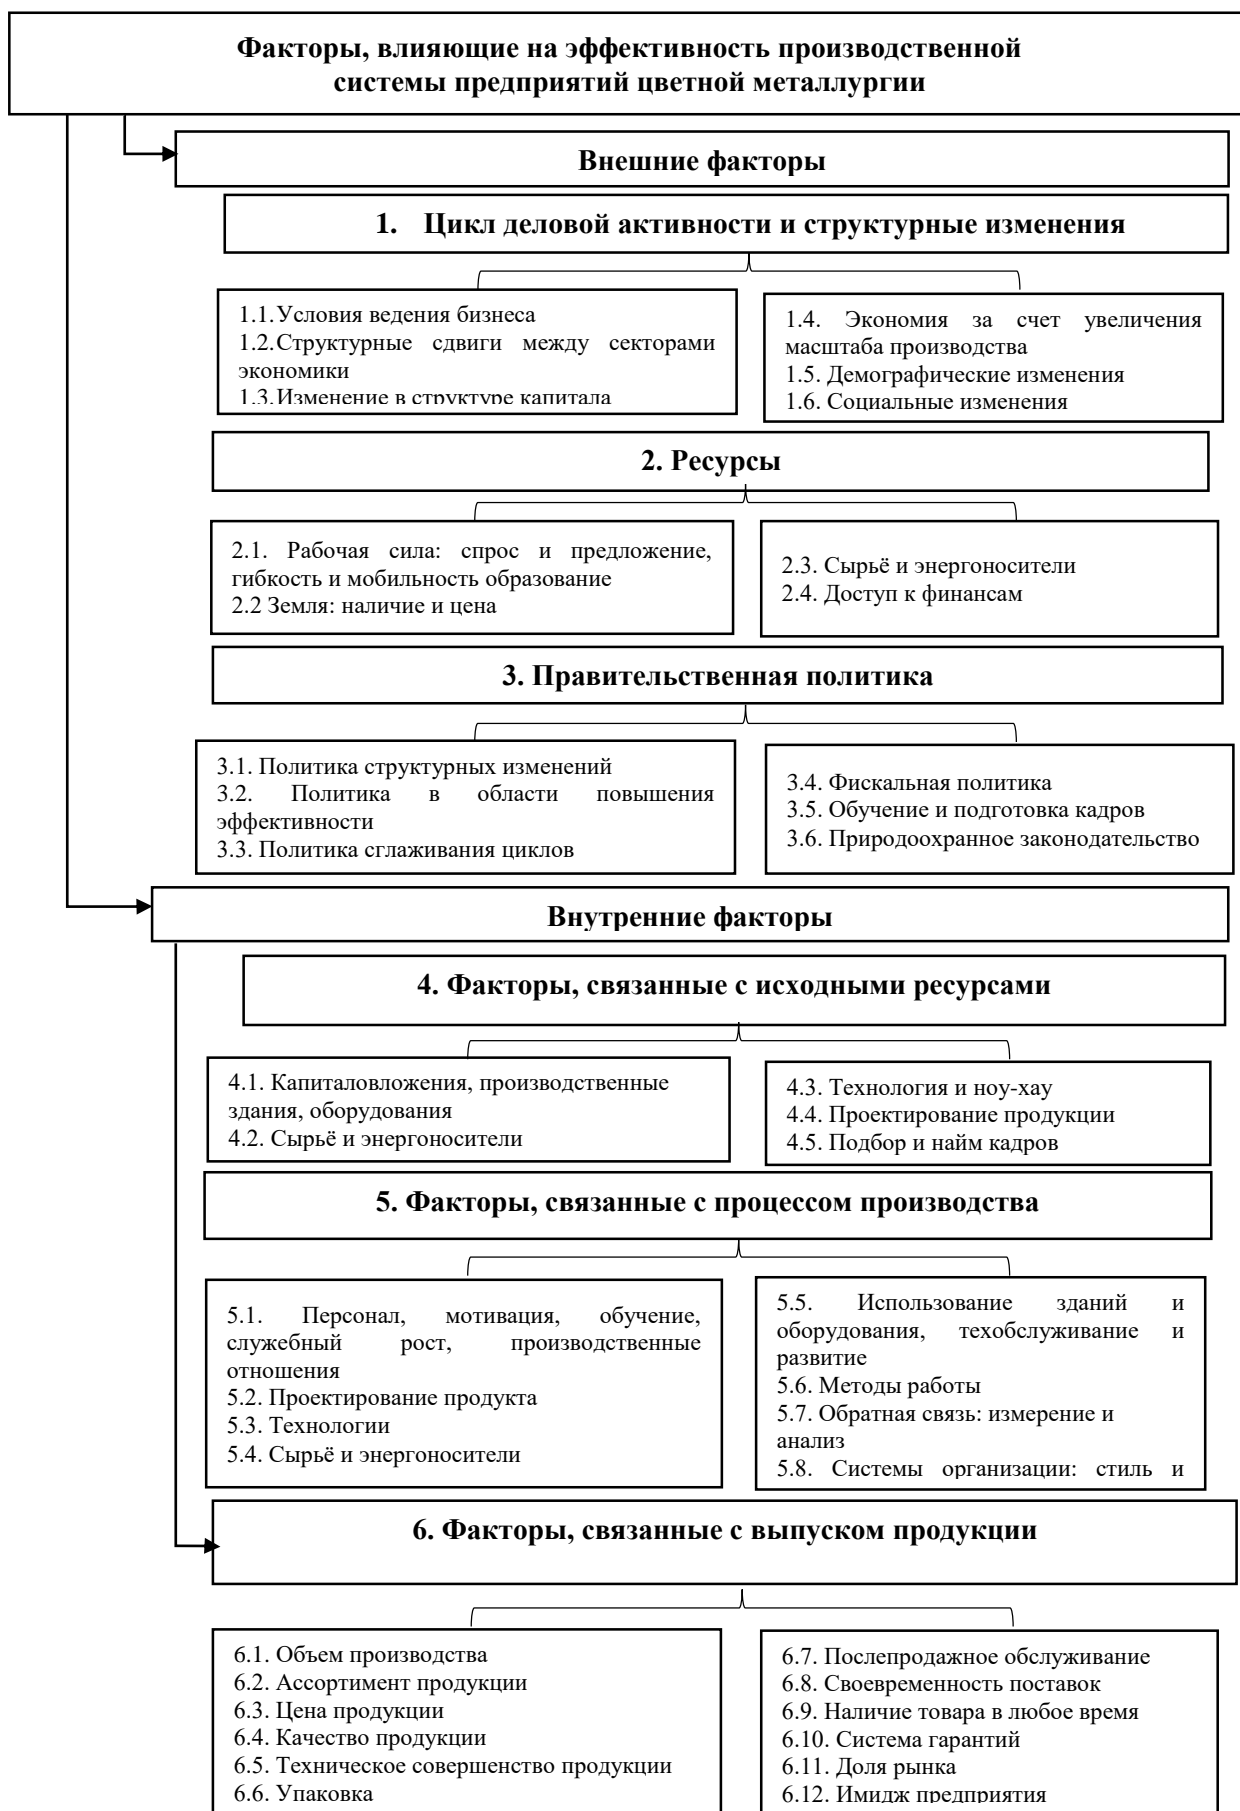 Факторы, влияющие на эффективность производственной
системы предприятий цветной металлургии
Внешние факторы
1. Цикл деловой активности и структурные изменения
1.1.Условия ведения бизнеса
1.2.Структурные сдвиги между секторами
экономики
1.3.Изменение в структуре капитала
1.4. Экономия за счет увеличения
масштаба производства
1.5. Демографические изменения
1.6. Социальные изменения
2. Ресурсы
2.1. Рабочая сила: спрос и предложение,
гибкость и мобильность образование
2.2 Земля: наличие и цена
2.3. Сырьё и энергоносители
2.4. Доступ к финансам
3. Правительственная политика
3.1. Политика структурных изменений
3.2. Политика в области повышения
эффективности
3.3. Политика сглаживания циклов
3.4. Фискальная политика
3.5. Обучение и подготовка кадров
3.6. Природоохранное законодательство
Внутренние факторы
4. Факторы, связанные с исходными ресурсами
4.1. Капиталовложения, производственные
здания, оборудования
4.2. Сырьё и энергоносители
4.3. Технология и ноу-хау
4.4. Проектирование продукции
4.5. Подбор и найм кадров
5. Факторы, связанные с процессом производства
5.1. Персонал, мотивация, обучение,
служебный рост, производственные
отношения
5.2. Проектирование продукта
5.3. Технологии
5.4. Сырьё и энергоносители
5.5. Использование зданий и
оборудования, техобслуживание и
развитие
5.6. Методы работы
5.7. Обратная связь: измерение и
анализ
5.8. Системы организации: стиль и
6. Факторы, связанные с выпуском продукции
6.1. Объем производства
6.2. Ассортимент продукции
6.3. Цена продукции
6.4. Качество продукции
6.5. Техническое совершенство продукции
6.6. Упаковка
6.7. Послепродажное обслуживание
6.8. Своевременность поставок
6.9. Наличие товара в любое время
6.10. Система гарантий
6.11. Доля рынка
6.12. Имидж предприятия